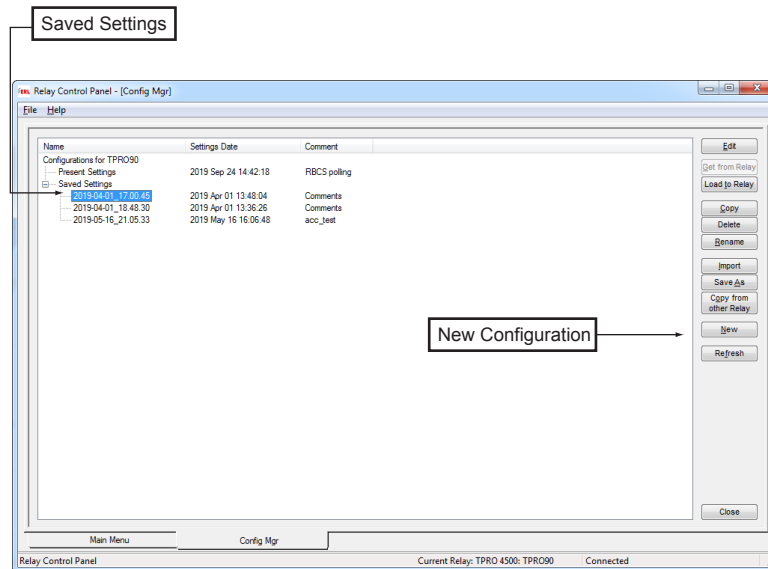 Saved Settings
ERL Relay Control Panel - [Config Mgr]
File Help
Name Settings Date Comment
Configurations for TPRO90
Present Settings 2019 Sep 24 14:42:18 RBCS polling
Saved Settings
2019-04-01_17.00.45 2019 Apr 01 13:48:04 Comments
2019-04-01_18.48.30 2019 Apr 01 13:36:26 Comments
2019-05-16_21.05.33 2019 May 16 16:06:48 acc_test
Edit
Get from Relay
Load to Relay
Copy
Delete
Rename
Import
Save As
Copy from
other Relay
New Configuration
New
Refresh
Close
Main Menu Config Mgr
Relay Control Panel Current Relay: TPRO 4500: TPRO90 Connected